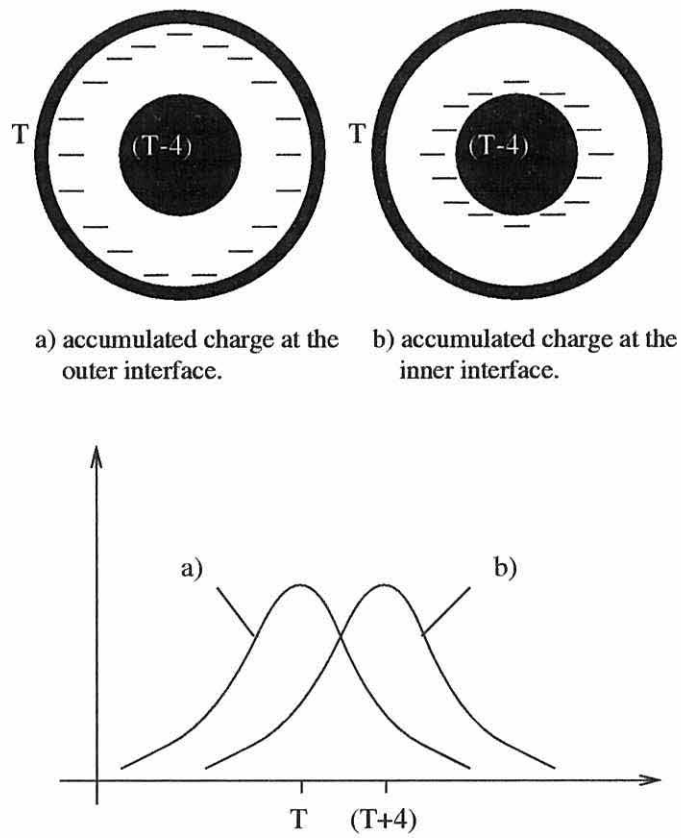 T
(T-4)
T
(T-4)
a) accumulated charge at the
outer interface.
b) accumulated charge at the
inner interface.
a)
b)
T
(T+4)